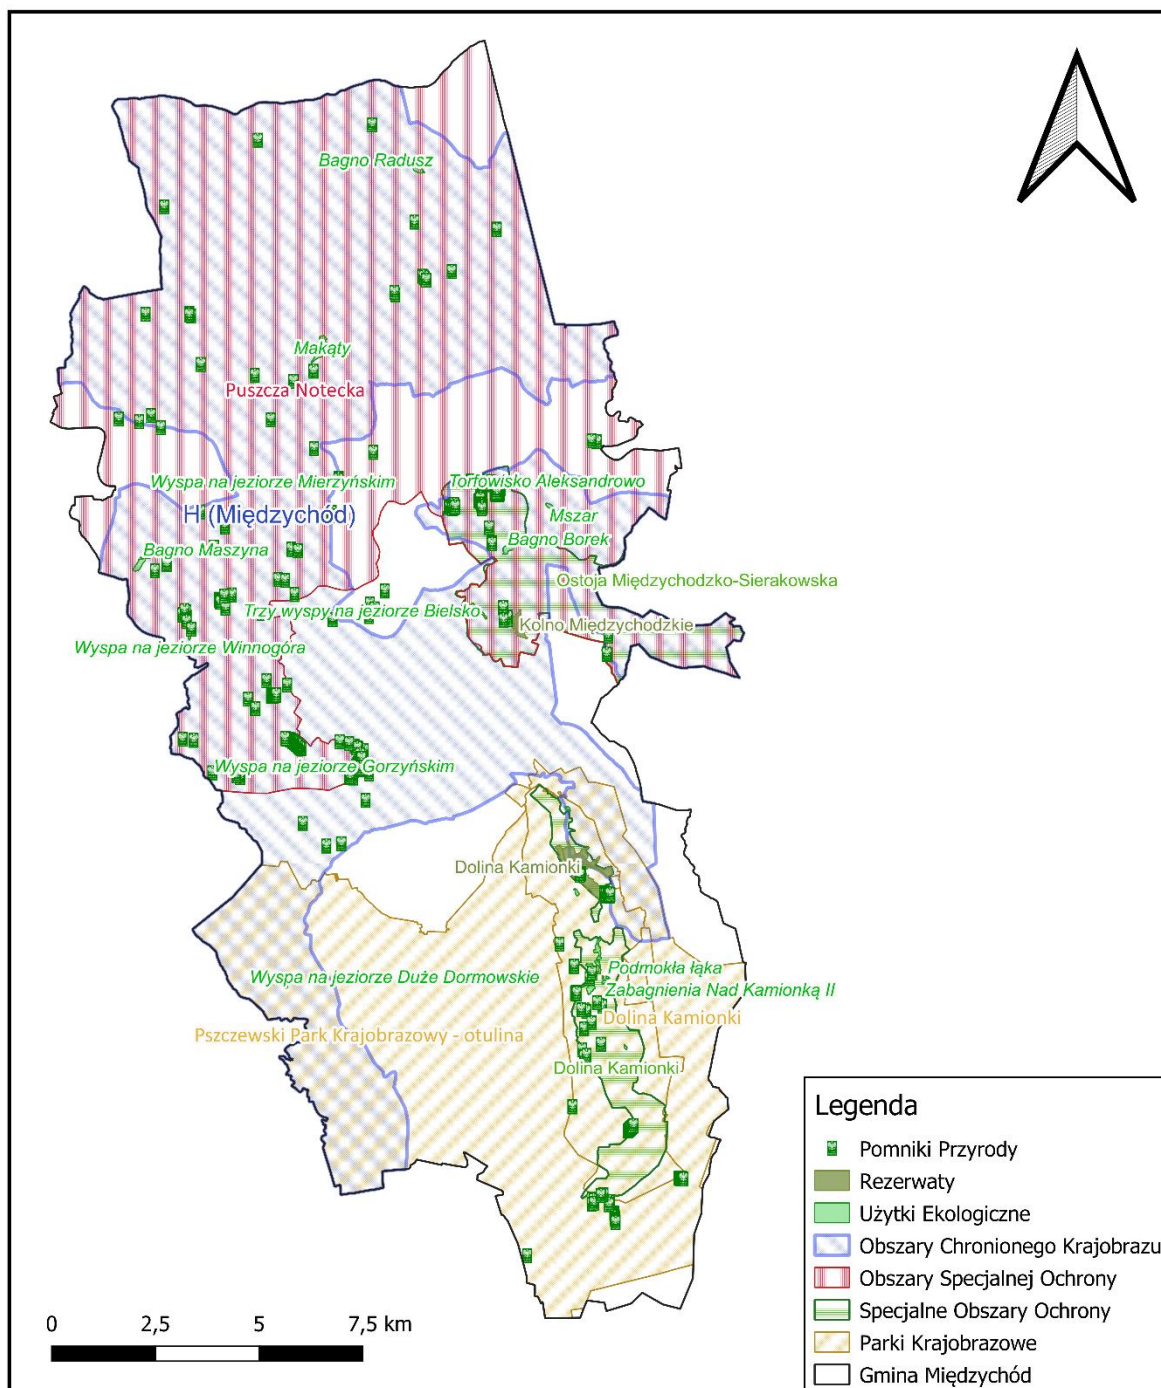 Bagno Radusz
Makąty
Puszcza Notecka
Wyspa na jeziorze Mierzyńskim
Torfowisko Aleksandrowo
H (Międzychód)
Mszar
Bagno Borek
Bagno Maszyna
Ostoja Międzychodzko-Sierakowska
Trzy wyspy na jeziorze Bielsko
Kolno Międzychodzkie
Wyspa na jeziorze Winnogóra
Wyspa na jeziorze Gorzyńskim
Dolina Kamionki
Podmokła łąka
Wyspa na jeziorze Duże Dormowskie
Zabagnienia Nad Kamionką II
Dolina Kamionki
Pszczewski Park Krajobrazowy - otulina
Dolina Kamionki
Legenda
Pomniki Przyrody
Rezerwaty
Użytki Ekologiczne
Obszary Chronionego Krajobrazu
Obszary Specjalnej Ochrony
Specjalne Obszary Ochrony
Parki Krajobrazowe
Gmina Międzychód
0 2,5 5 7,5 km